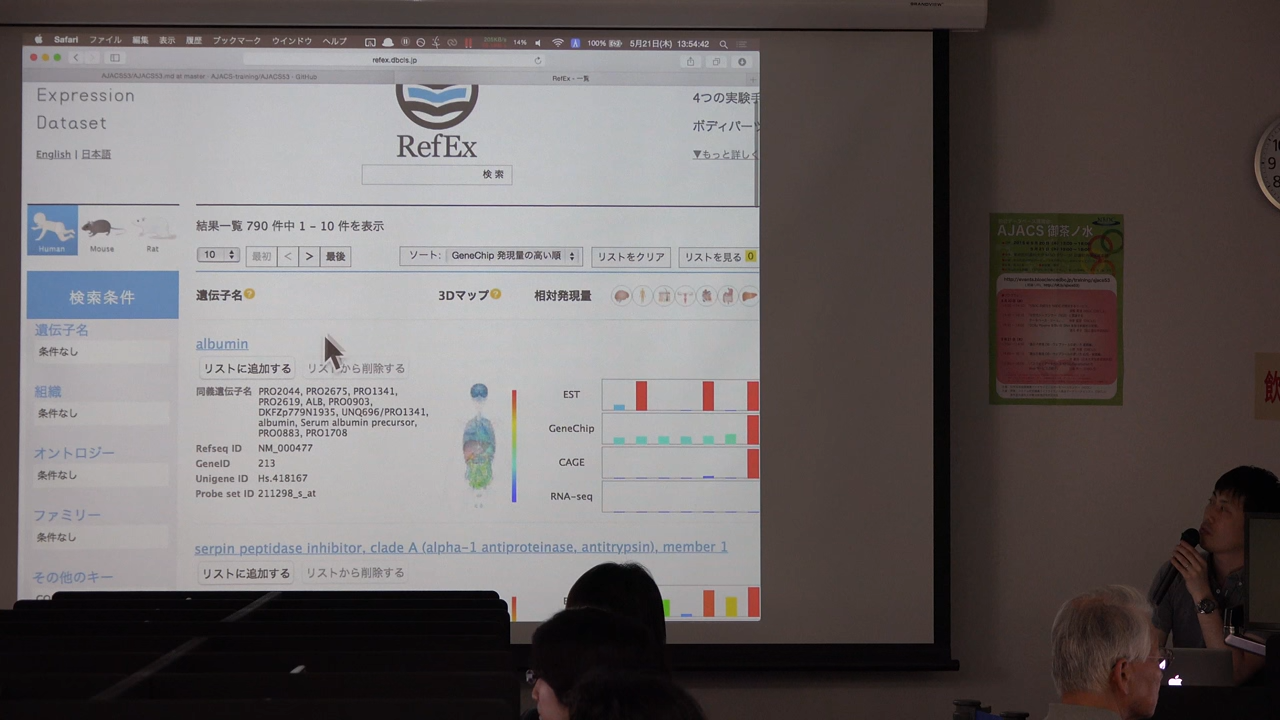 Safari ファイル 編集 表示 履歴 ブックマーク ウインドウ ヘルプ 14% 100% 5月21日(木) 13:54:42
refex.dbcls.jp
AJACS53/AJACS53.md at master · AJACS-training/AJACS53 · GitHub
RefEx - 一覧
Expression
Dataset
English | 日本語
RefEx
検索
4つの実験手
ボディパーツ
▼もっと詳しく
Human Mouse Rat
結果一覧 790 件中 1 - 10 件を表示
10 最初 < > 最後 ソート: GeneChip 発現量の高い順 リストをクリア リストを見る 0
検索条件
遺伝子名
条件なし
組織
条件なし
オントロジー
条件なし
ファミリー
条件なし
その他のキー
遺伝子名 ? 3Dマップ ? 相対発現量
albumin
リストに追加する リストから削除する
同義遺伝子名 PRO2044, PRO2675, PRO1341,
PRO2619, ALB, PRO0903,
DKFZp779N1935, UNQ696/PRO1341,
albumin, Serum albumin precursor,
PRO0883, PRO1708
Refseq ID NM_000477
GeneID 213
Unigene ID Hs.418167
Probe set ID 211298_s_at
EST
GeneChip
CAGE
RNA-seq
serpin peptidase inhibitor, clade A (alpha-1 antiproteinase, antitrypsin), member 1
リストに追加する リストから削除する
AJACS 御茶ノ水
飲
10
9
8